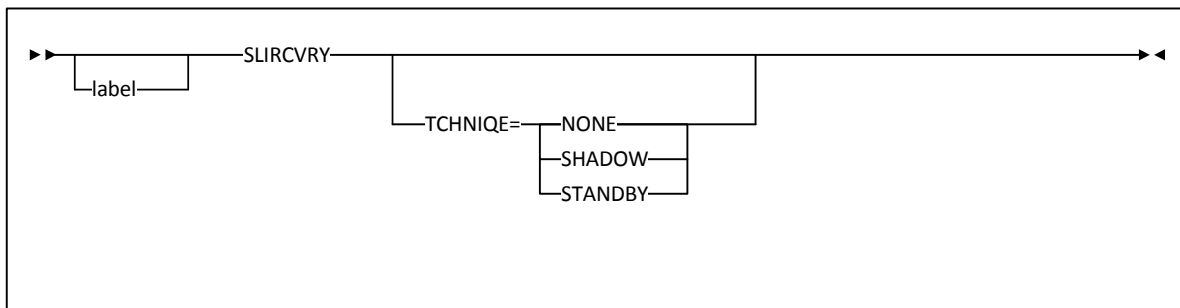 SLIRCVRY
label
TCHNIQE= NONE
SHADOW
STANDBY